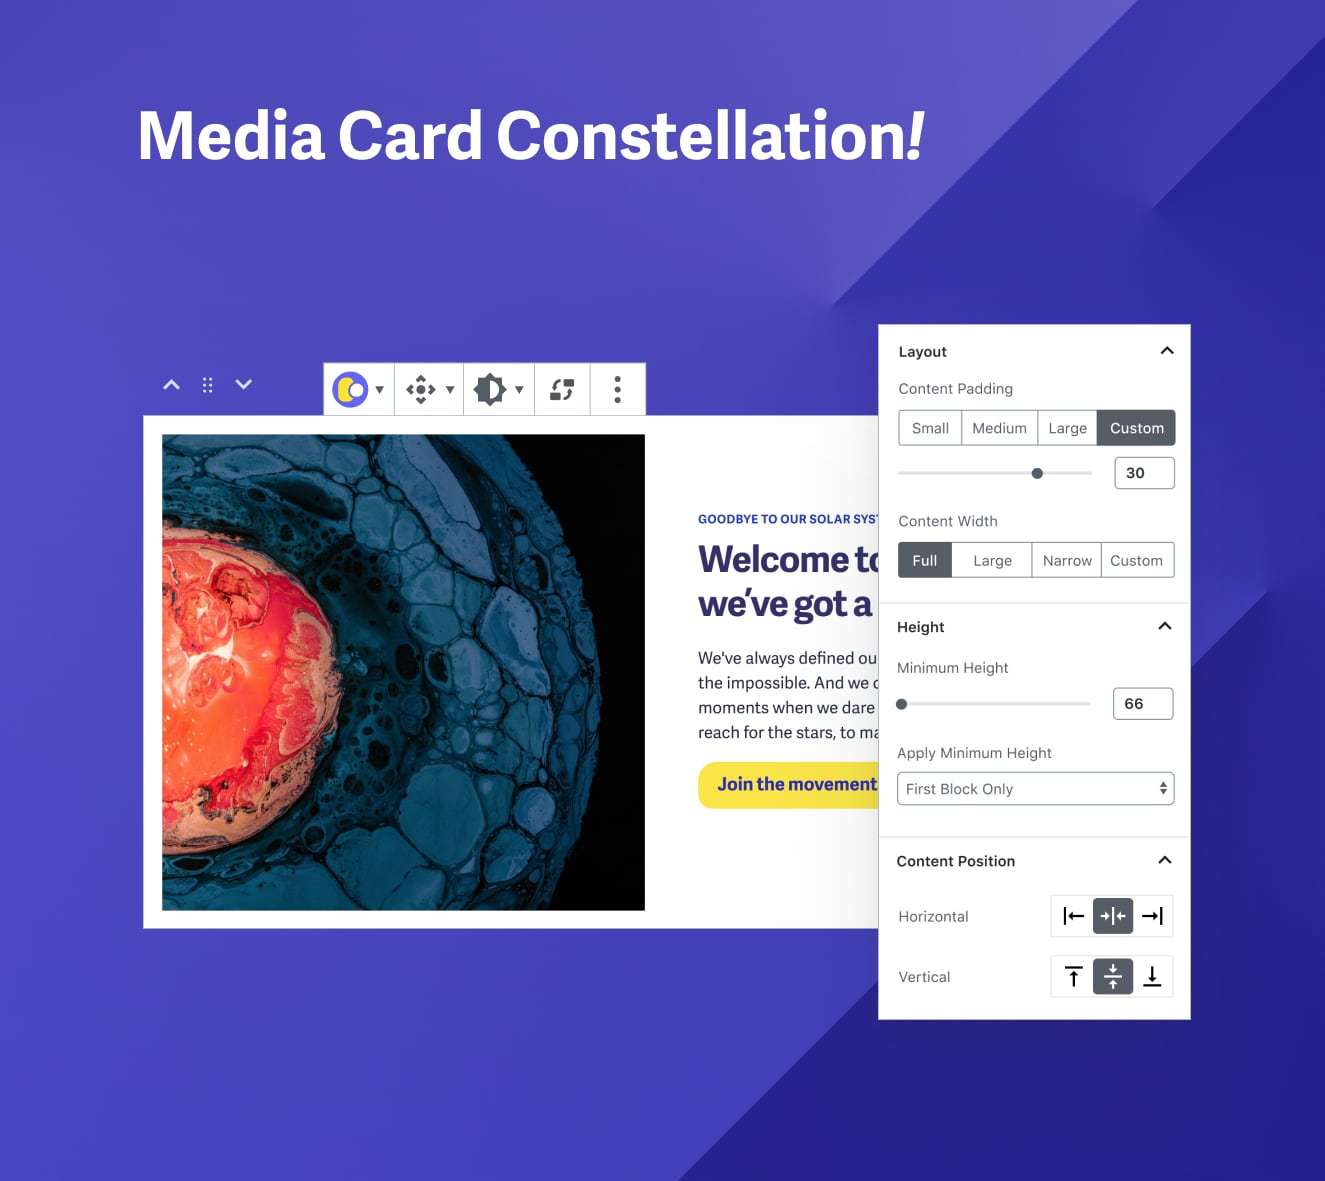 Media Card Constellation!
GOODBYE TO OUR SOLAR SYST
Welcome to
we've got a
We've always defined ou
the impossible. And we c
moments when we dare
reach for the stars, to ma
Join the movement
Layout
Content Padding
Small Medium Large Custom
30
Content Width
Full Large Narrow Custom
Height
Minimum Height
66
Apply Minimum Height
First Block Only
Content Position
Horizontal
Vertical